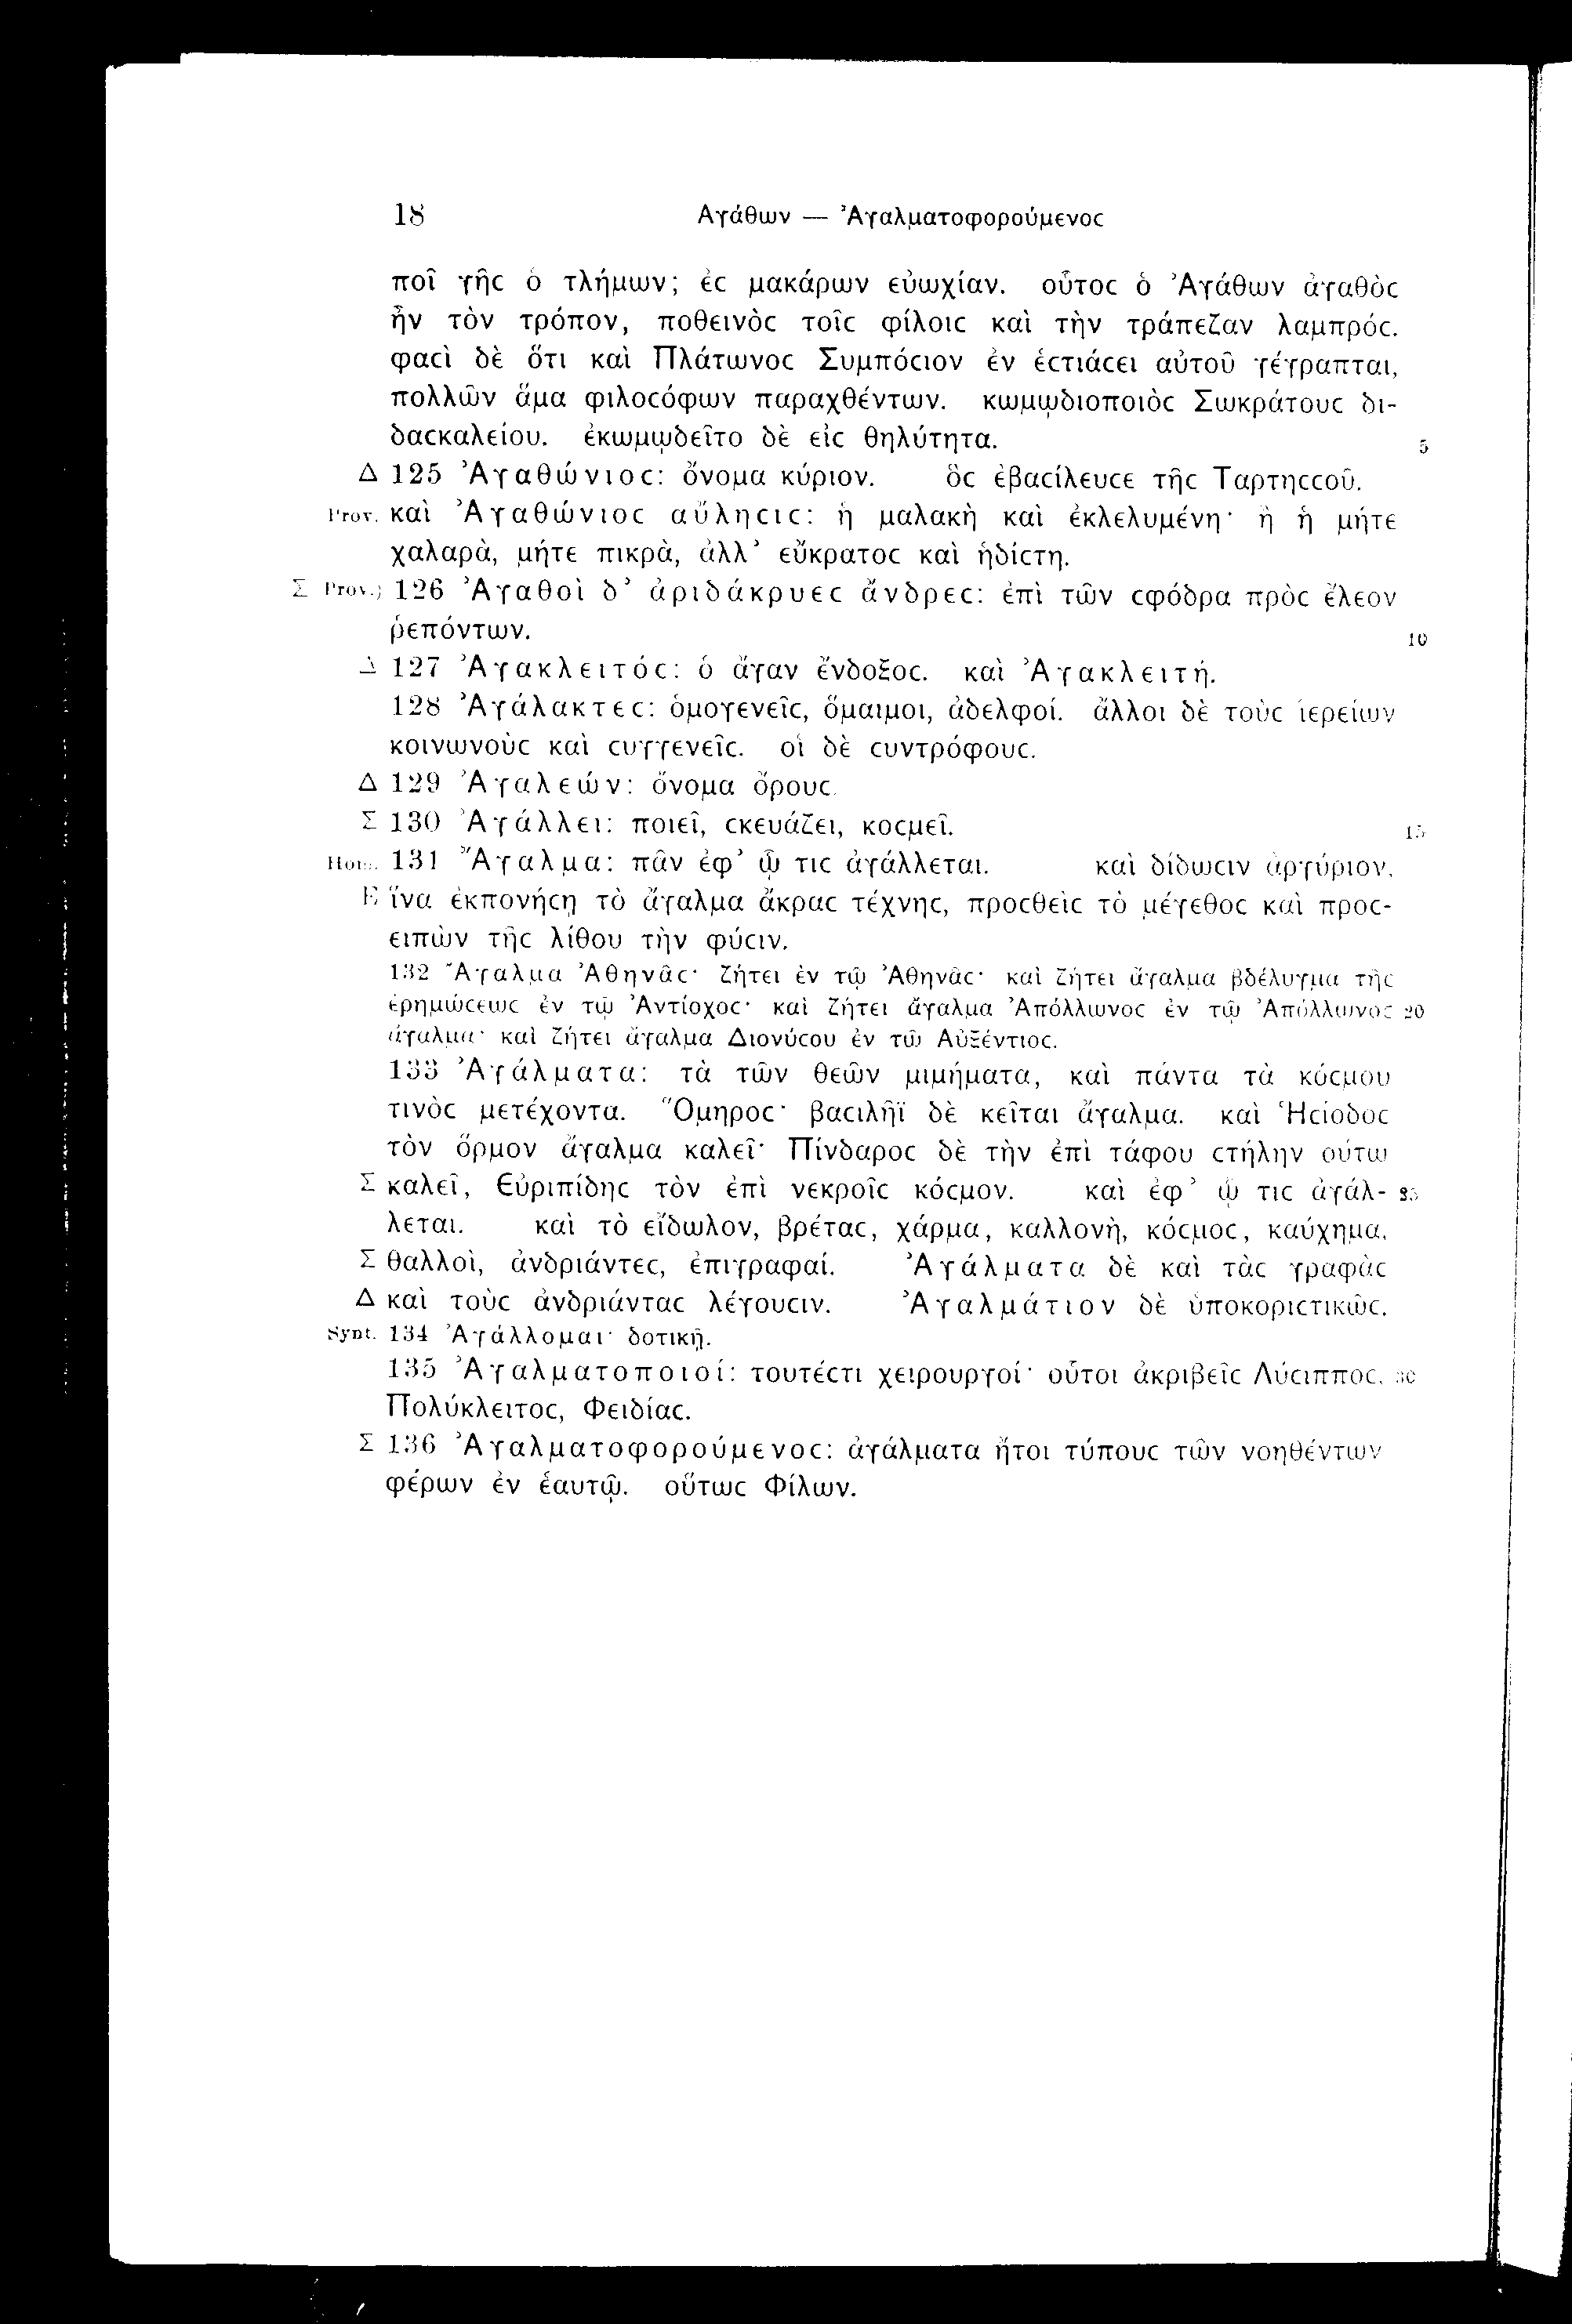 18 Ἀγάθων — Ἀγαλματοφορούμενοϲ
ποῖ γῆϲ ὁ τλήμων; ἐϲ μακάρων εὐωχίαν. οὗτοϲ ὁ Ἀγάθων ἀγαθὸϲ
ἦν τὸν τρόπον, ποθεινὸϲ τοῖϲ φίλοιϲ καὶ τὴν τράπεζαν λαμπρόϲ.
φαϲὶ δὲ ὅτι καὶ Πλάτωνοϲ Συμπόϲιον ἐν ἑϲτιάϲει αὐτοῦ γέγραπται,
πολλῶν ἅμα φιλοϲόφων παραχθέντων. κωμῳδιοποιὸϲ Σωκράτουϲ δι-
δαϲκαλείου. ἐκωμῳδεῖτο δὲ εἰϲ θηλύτητα. 5
Δ 125 Ἀγαθώνιοϲ: ὄνομα κύριον. ὃϲ ἐβαϲίλευϲε τῆϲ Ταρτηϲϲοῦ.
Prov. καὶ Ἀγαθώνιοϲ αὔληϲιϲ: ἡ μαλακὴ καὶ ἐκλελυμένη· ἢ ἡ μήτε
χαλαρὰ, μήτε πικρὰ, ἀλλ’ εὔκρατοϲ καὶ ἡδίϲτη.
Σ Prov.) 126 Ἀγαθοὶ δ’ ἀριδάκρυεϲ ἄνδρεϲ: ἐπὶ τῶν ϲφόδρα πρὸϲ ἔλεον
ῥεπόντων. 10
Δ 127 Ἀγακλειτόϲ: ὁ ἄγαν ἔνδοξοϲ. καὶ Ἀγακλειτή.
128 Ἀγάλακτεϲ: ὁμογενεῖϲ, ὅμαιμοι, ἀδελφοί. ἄλλοι δὲ τοὺϲ ἱερείων
κοινωνοὺϲ καὶ ϲυγγενεῖϲ. οἱ δὲ ϲυντρόφουϲ.
Δ 129 Ἀγαλεών: ὄνομα ὄρουϲ.
Σ 130 Ἀγάλλει: ποιεῖ, ϲκευάζει, κοϲμεῖ. 15
Hom. 131 Ἄγαλμα: πᾶν ἐφ’ ᾧ τιϲ ἀγάλλεται. καὶ δίδωϲιν ἀργύριον,
E ἵνα ἐκπονήϲῃ τὸ ἄγαλμα ἄκραϲ τέχνηϲ, προϲθεὶϲ τὸ μέγεθοϲ καὶ προϲ-
ειπὼν τῆϲ λίθου τὴν φύϲιν.
132 Ἄγαλμα Ἀθηνᾶϲ· ζήτει ἐν τῷ Ἀθηνᾶϲ· καὶ ζήτει ἄγαλμα βδέλυγμα τῆϲ
ἐρημώϲεωϲ ἐν τῷ Ἀντίοχοϲ· καὶ ζήτει ἄγαλμα Ἀπόλλωνοϲ ἐν τῷ Ἀπόλλωνοϲ 20
ἄγαλμα· καὶ ζήτει ἄγαλμα Διονύϲου ἐν τῷ Αὐξέντιοϲ.
133 Ἀγάλματα: τὰ τῶν θεῶν μιμήματα, καὶ πάντα τὰ κόϲμου
τινὸϲ μετέχοντα. Ὅμηροϲ· βαϲιλῆϊ δὲ κεῖται ἄγαλμα. καὶ Ἡϲίοδοϲ
τὸν ὅρμον ἄγαλμα καλεῖ· Πίνδαροϲ δὲ τὴν ἐπὶ τάφου ϲτήλην οὕτω
Σ καλεῖ, Εὐριπίδηϲ τὸν ἐπὶ νεκροῖϲ κόϲμον. καὶ ἐφ’ ᾧ τιϲ ἀγάλ- 25
λεται. καὶ τὸ εἴδωλον, βρέταϲ, χάρμα, καλλονὴ, κόϲμοϲ, καύχημα,
Σ θαλλοὶ, ἀνδριάντεϲ, ἐπιγραφαί. Ἀγάλματα δὲ καὶ τὰϲ γραφὰϲ
Δ καὶ τοὺϲ ἀνδριάνταϲ λέγουϲιν. Ἀγαλμάτιον δὲ ὑποκοριϲτικῶϲ.
Synt. 134 Ἀγάλλομαι· δοτικῇ.
135 Ἀγαλματοποιοί: τουτέϲτι χειρουργοί· οὗτοι ἀκριβεῖϲ Λύϲιπποϲ, 30
Πολύκλειτοϲ, Φειδίαϲ.
Σ 136 Ἀγαλματοφορούμενοϲ: ἀγάλματα ἤτοι τύπουϲ τῶν νοηθέντων
φέρων ἐν ἑαυτῷ. οὕτωϲ Φίλων.